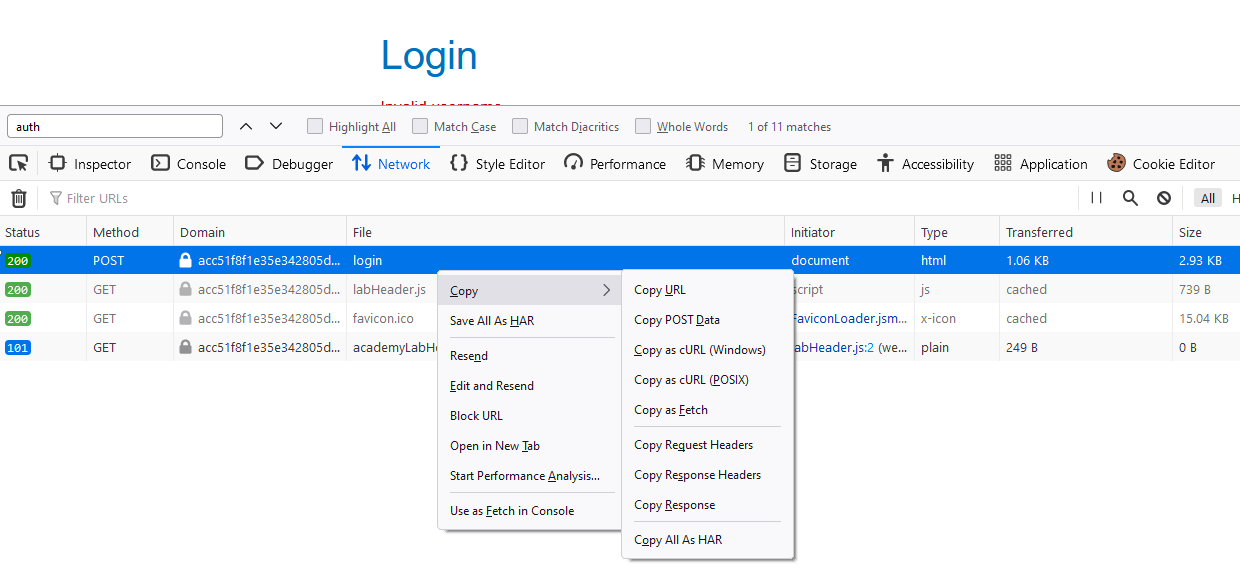 Login
Invalid username
auth
Highlight All
Match Case
Match Diacritics
Whole Words
1 of 11 matches
Inspector
Console
Debugger
Network
Style Editor
Performance
Memory
Storage
Accessibility
Application
Cookie Editor
Filter URLs
All
H
Status Method Domain File Initiator Type Transferred Size
200 POST acc51f8f1e35e342805d... login document html 1.06 KB 2.93 KB
200 GET acc51f8f1e35e342805d... labHeader.js script js cached 739 B
200 GET acc51f8f1e35e342805d... favicon.ico FaviconLoader.jsm... x-icon cached 15.04 KB
101 GET acc51f8f1e35e342805d... academyLabHe labHeader.js:2 (we... plain 249 B 0 B
Copy
Save All As HAR
Resend
Edit and Resend
Block URL
Open in New Tab
Start Performance Analysis...
Use as Fetch in Console
Copy URL
Copy POST Data
Copy as cURL (Windows)
Copy as cURL (POSIX)
Copy as Fetch
Copy Request Headers
Copy Response Headers
Copy Response
Copy All As HAR